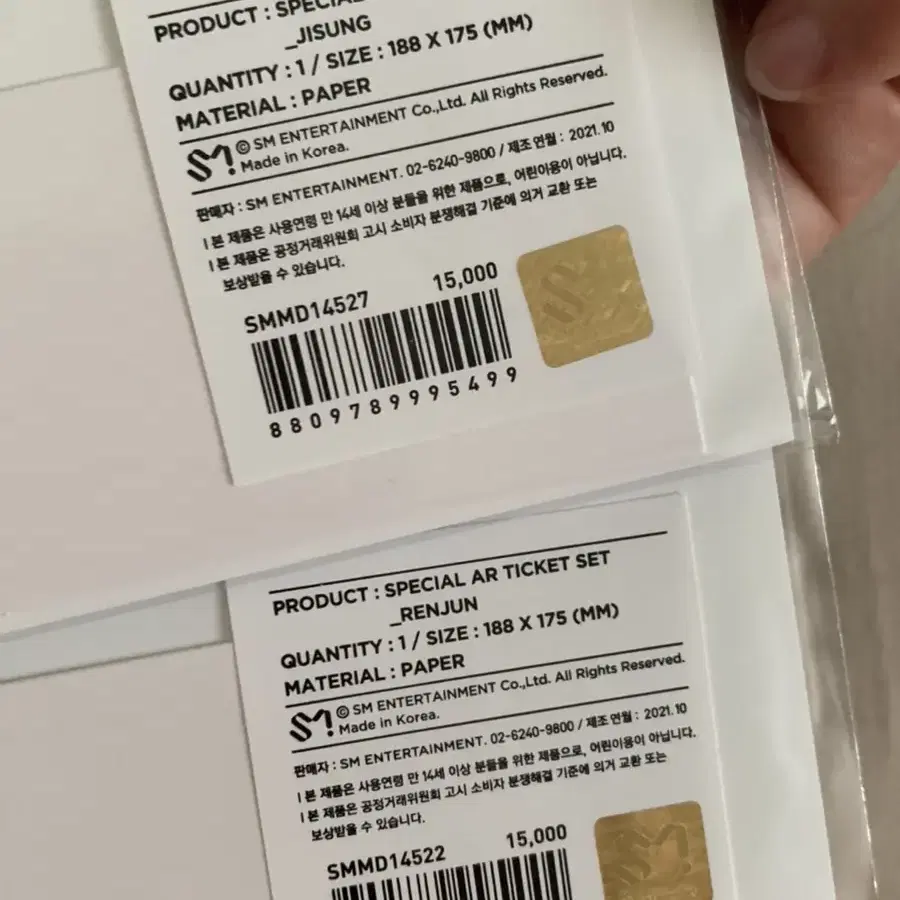 PRODUCT : SPECIAL
_JISUNG
QUANTITY : 1 / SIZE : 188 X 175 (MM)
MATERIAL : PAPER
SM! © SM ENTERTAINMENT Co.,Ltd. All Rights Reserved.
Made in Korea.
판매자 : SM ENTERTAINMENT. 02-6240-9800 / 제조연월 : 2021.10
| 본 제품은 사용연령 만 14세 이상 분들을 위한 제품으로, 어린이용이 아닙니다.
| 본 제품은 공정거래위원회 고시 소비자 분쟁해결 기준에 의거 교환 또는
보상받을 수 있습니다.
SMMD14527 15,000
8809789995499
PRODUCT : SPECIAL AR TICKET SET
_RENJUN
QUANTITY : 1 / SIZE : 188 X 175 (MM)
MATERIAL : PAPER
SM! © SM ENTERTAINMENT Co.,Ltd. All Rights Reserved.
Made in Korea.
판매자 : SM ENTERTAINMENT. 02-6240-9800 / 제조연월 : 2021.10
| 본 제품은 사용연령 만 14세 이상 분들을 위한 제품으로, 어린이용이 아닙니다.
| 본 제품은 공정거래위원회 고시 소비자 분쟁해결 기준에 의거 교환 또는
보상받을 수 있습니다.
SMMD14522 15,000